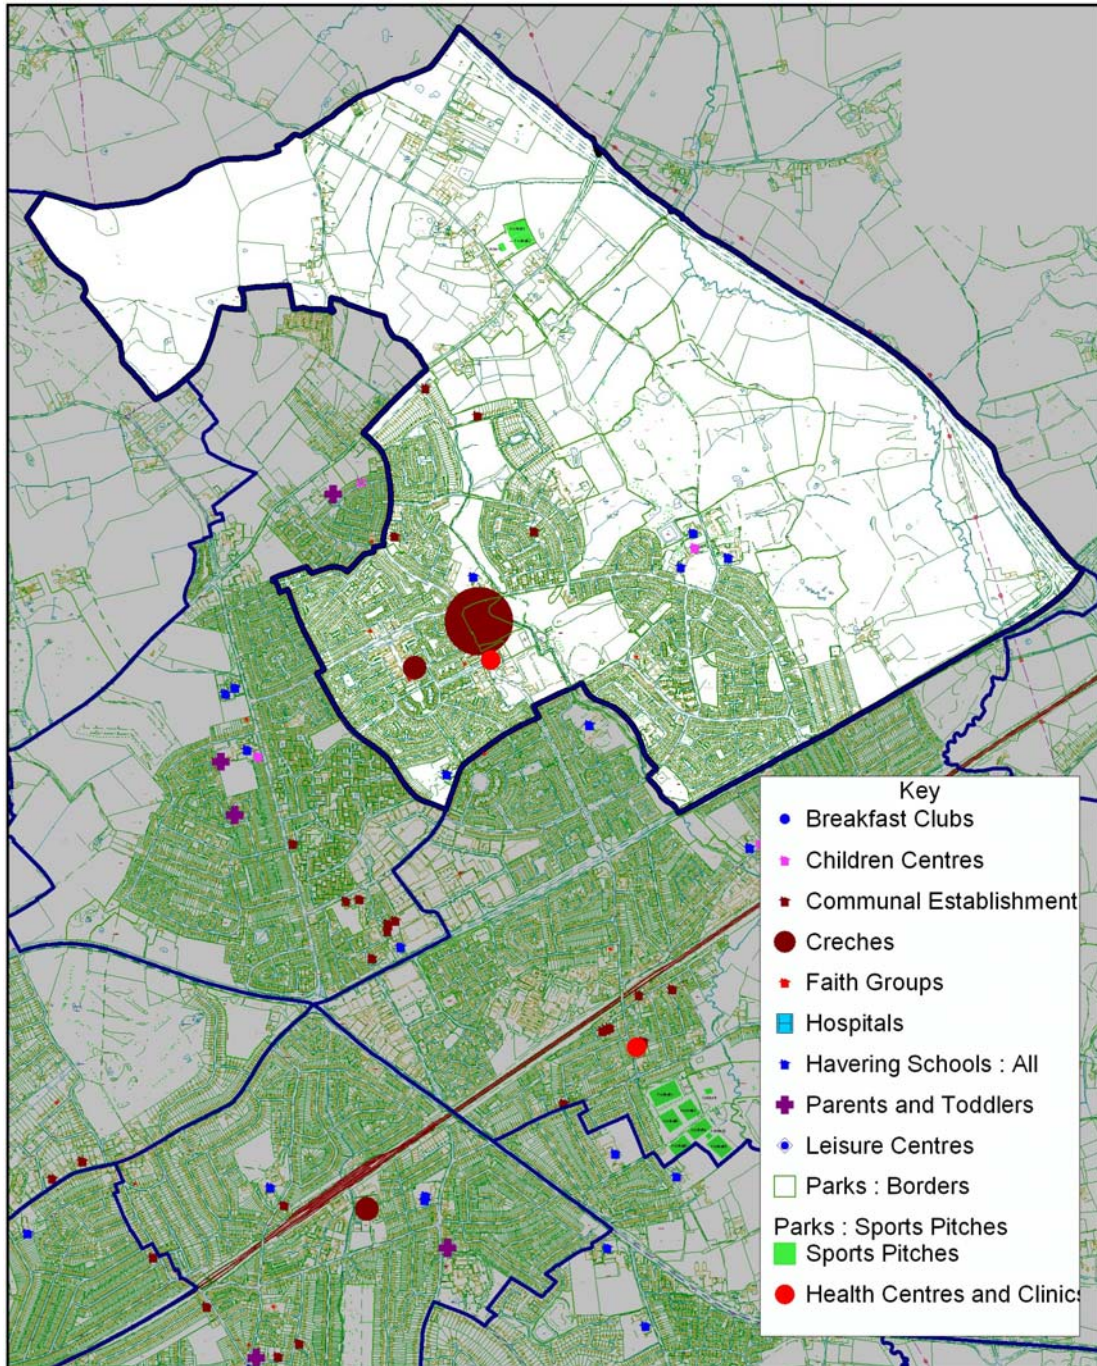 Key
Breakfast Clubs
Children Centres
Communal Establishment
Creches
Faith Groups
Hospitals
Havering Schools : All
Parents and Toddlers
Leisure Centres
Parks : Borders
Parks : Sports Pitches
Sports Pitches
Health Centres and Clinics